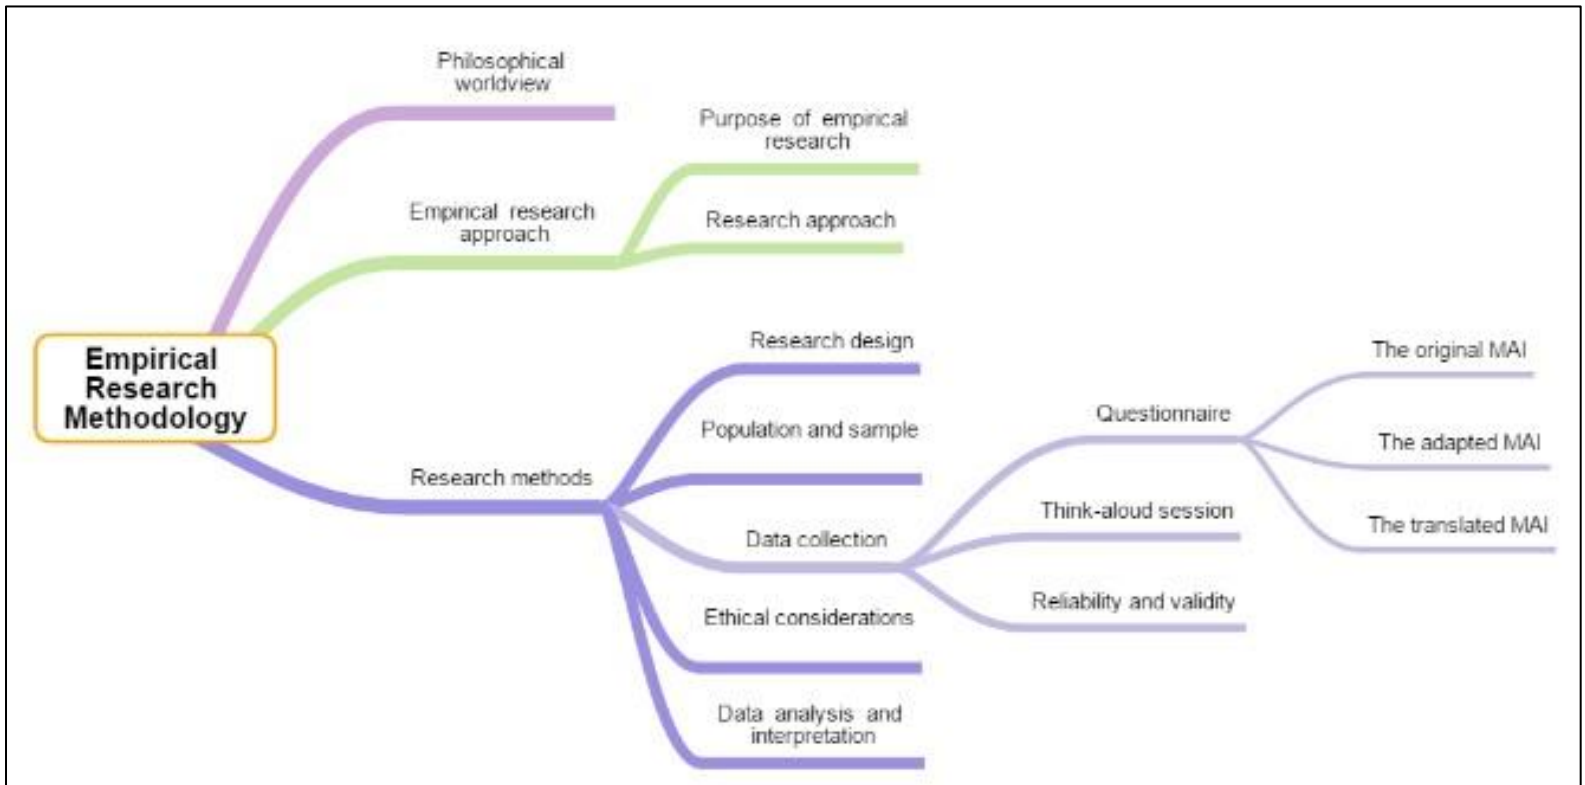 Philosophical
worldview
Purpose of empirical
research
Empirical research
approach
Research approach
Empirical
Research
Methodology
Research methods
Research design
Population and sample
Data collection
Questionnaire
The original MAI
The adapted MAI
The translated MAI
Think-aloud session
Reliability and validity
Ethical considerations
Data analysis and
interpretation